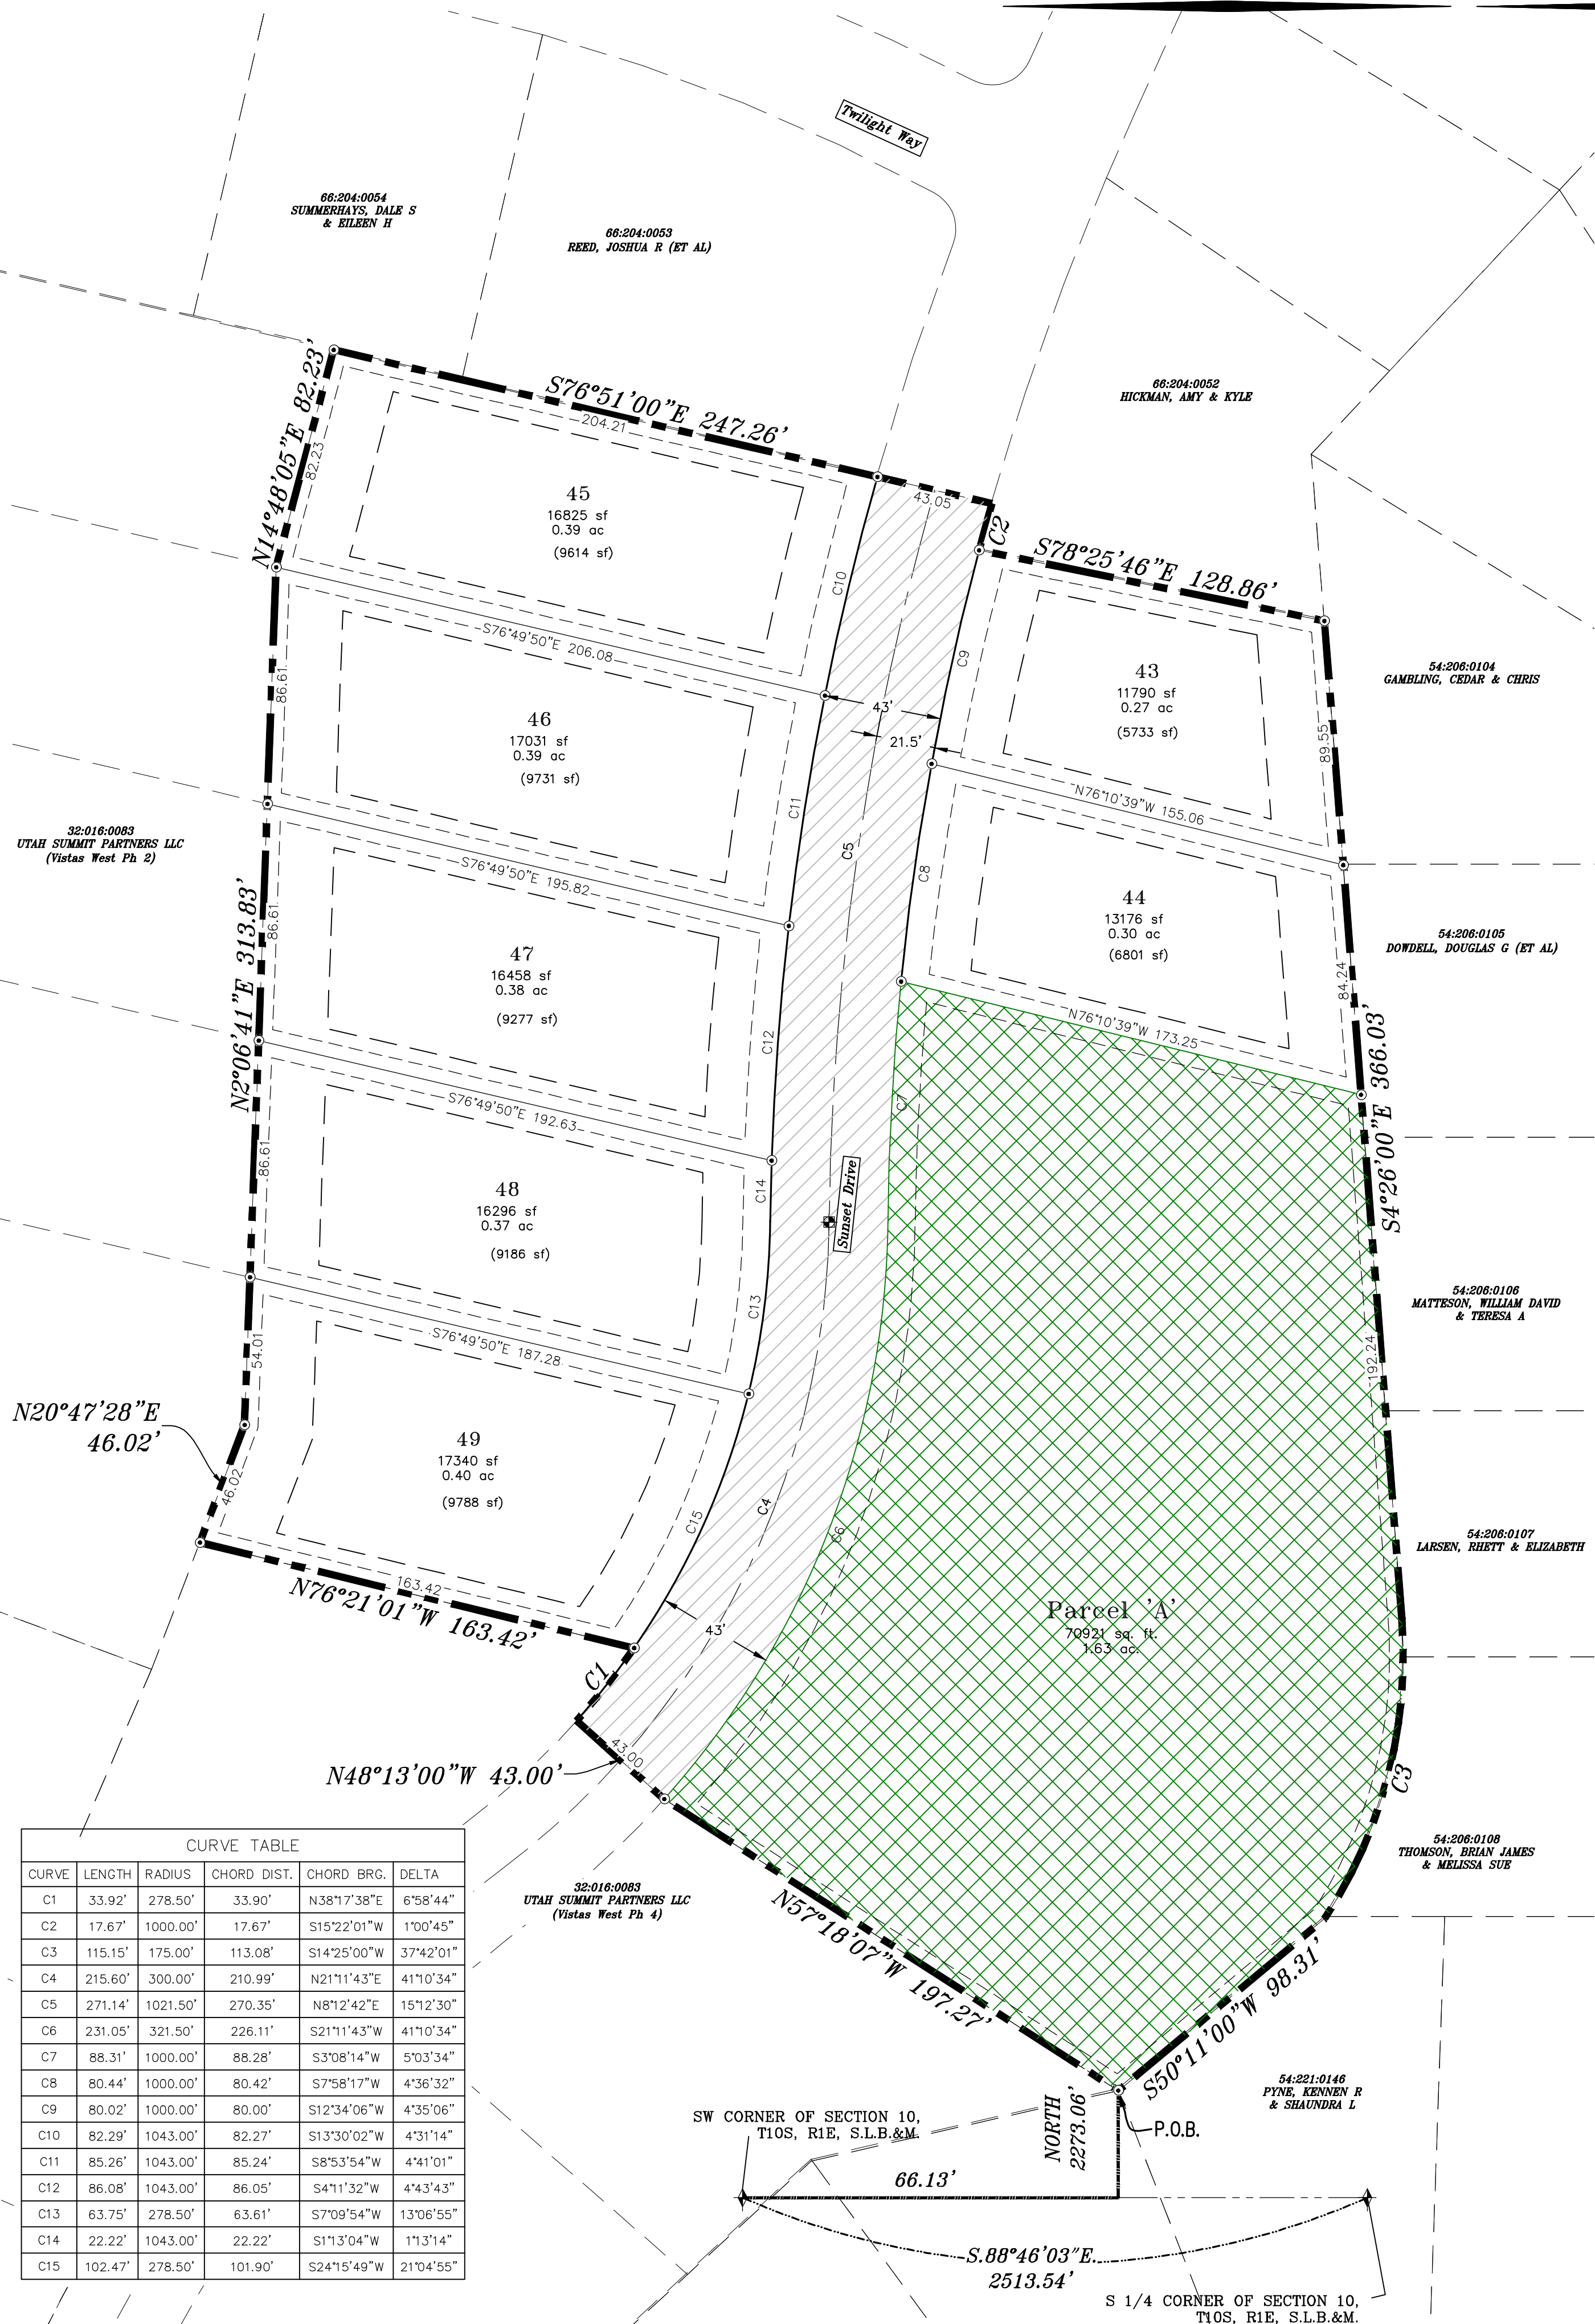 Twilight Way
66:204:0054
SUMMERHAYS, DALE S
& EILEEN H
66:204:0053
REED, JOSHUA R (ET AL)
66:204:0052
HICKMAN, AMY & KYLE
N14°48'05"E 82.23'
82.23
S76°51'00"E 247.26'
204.21
43.05
C2
S78°25'46"E 128.86'
45
16825 sf
0.39 ac
(9614 sf)
C10
S76°49'50"E 206.08
C9
43
11790 sf
0.27 ac
(5733 sf)
89.55
54:206:0104
GAMBLING, CEDAR & CHRIS
86.61
46
17031 sf
0.39 ac
(9731 sf)
43'
21.5'
C11
N76°10'39"W 155.06
32:016:0083
UTAH SUMMIT PARTNERS LLC
(Vistas West Ph 2)
S76°49'50"E 195.82
C5
C8
44
13176 sf
0.30 ac
(6801 sf)
84.24
54:206:0105
DOWDELL, DOUGLAS G (ET AL)
N2°06'41"E 313.83'
86.61
47
16458 sf
0.38 ac
(9277 sf)
C12
N76°10'39"W 173.25
S4°26'00"E 366.03'
S76°49'50"E 192.63
C7
86.61
48
16296 sf
0.37 ac
(9186 sf)
C14
Sunset Drive
C13
54:206:0106
MATTESON, WILLIAM DAVID
& TERESA A
S76°49'50"E 187.28
54.01
192.24
N20°47'28"E
46.02'
46.02
49
17340 sf
0.40 ac
(9788 sf)
C15
C4
C6
54:206:0107
LARSEN, RHETT & ELIZABETH
163.42
N76°21'01"W 163.42'
43'
Parcel 'A'
70921 sq. ft.
1.63 ac.
C1
43.00
N48°13'00"W 43.00'
C3
54:206:0108
THOMSON, BRIAN JAMES
& MELISSA SUE
32:016:0083
UTAH SUMMIT PARTNERS LLC
(Vistas West Ph 4)
N57°18'07"W 197.27'
S50°11'00"W 98.31'
54:221:0146
PYNE, KENNEN R
& SHAUNDRA L
CURVE TABLE
CURVE LENGTH RADIUS CHORD DIST. CHORD BRG. DELTA
C1 33.92' 278.50' 33.90' N38°17'38"E 6°58'44"
C2 17.67' 1000.00' 17.67' S15°22'01"W 1°00'45"
C3 115.15' 175.00' 113.08' S14°25'00"W 37°42'01"
C4 215.60' 300.00' 210.99' N21°11'43"E 41°10'34"
C5 271.14' 1021.50' 270.35' N8°12'42"E 15°12'30"
C6 231.05' 321.50' 226.11' S21°11'43"W 41°10'34"
C7 88.31' 1000.00' 88.28' S3°08'14"W 5°03'34"
C8 80.44' 1000.00' 80.42' S7°58'17"W 4°36'32"
C9 80.02' 1000.00' 80.00' S12°34'06"W 4°35'06"
C10 82.29' 1043.00' 82.27' S13°30'02"W 4°31'14"
C11 85.26' 1043.00' 85.24' S8°53'54"W 4°41'01"
C12 86.08' 1043.00' 86.05' S4°11'32"W 4°43'43"
C13 63.75' 278.50' 63.61' S7°09'54"W 13°06'55"
C14 22.22' 1043.00' 22.22' S1°13'04"W 1°13'14"
C15 102.47' 278.50' 101.90' S24°15'49"W 21°04'55"
SW CORNER OF SECTION 10,
T10S, R1E, S.L.B.&M.
NORTH
2273.06'
P.O.B.
66.13'
S.88°46'03"E.
2513.54'
S 1/4 CORNER OF SECTION 10,
T10S, R1E, S.L.B.&M.